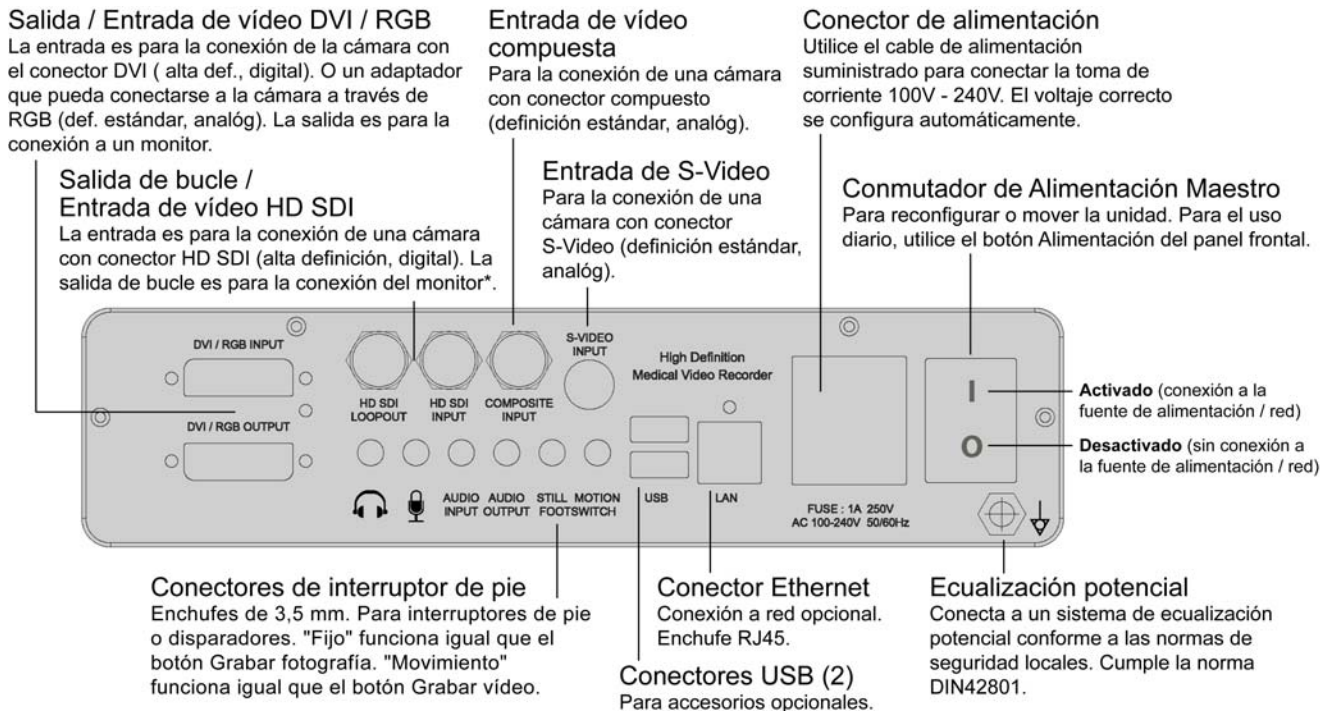 Salida / Entrada de vídeo DVI / RGB
La entrada es para la conexión de la cámara con
el conector DVI ( alta def., digital). O un adaptador
que pueda conectarse a la cámara a través de
RGB (def. estándar, analóg). La salida es para la
conexión a un monitor.
Entrada de vídeo
compuesta
Para la conexión de una cámara
con conector compuesto
(definición estándar, analóg).
Conector de alimentación
Utilice el cable de alimentación
suministrado para conectar la toma de
corriente 100V - 240V. El voltaje correcto
se configura automáticamente.
Salida de bucle /
Entrada de vídeo HD SDI
La entrada es para la conexión de una cámara
con conector HD SDI (alta definición, digital). La
salida de bucle es para la conexión del monitor*.
Entrada de S-Video
Para la conexión de una
cámara con conector
S-Video (definición estándar,
analóg).
Conmutador de Alimentación Maestro
Para reconfigurar o mover la unidad. Para el uso
diario, utilice el botón Alimentación del panel frontal.
DVI / RGB INPUT
DVI / RGB OUTPUT
HD SDI
LOOPOUT
HD SDI
INPUT
COMPOSITE
INPUT
S-VIDEO
INPUT
High Definition
Medical Video Recorder
AUDIO
INPUT
AUDIO
OUTPUT
STILL MOTION
FOOTSWITCH
USB
LAN
FUSE : 1A 250V
AC 100-240V 50/60Hz
I
O
Activado (conexión a la
fuente de alimentación / red)
Desactivado (sin conexión a
la fuente de alimentación / red)
Conectores de interruptor de pie
Enchufes de 3,5 mm. Para interruptores de pie
o disparadores. "Fijo" funciona igual que el
botón Grabar fotografía. "Movimiento"
funciona igual que el botón Grabar vídeo.
Conector Ethernet
Conexión a red opcional.
Enchufe RJ45.
Conectores USB (2)
Para accesorios opcionales.
Ecualización potencial
Conecta a un sistema de ecualización
potencial conforme a las normas de
seguridad locales. Cumple la norma
DIN42801.